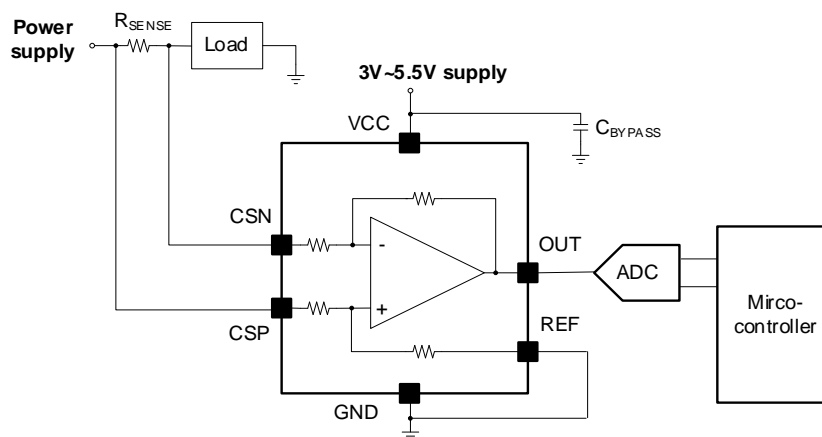 Power
supply
RSENSE
Load
3V~5.5V supply
VCC
CBYPASS
CSN
-
OUT
ADC
Mirco-
controller
+
CSP
REF
GND